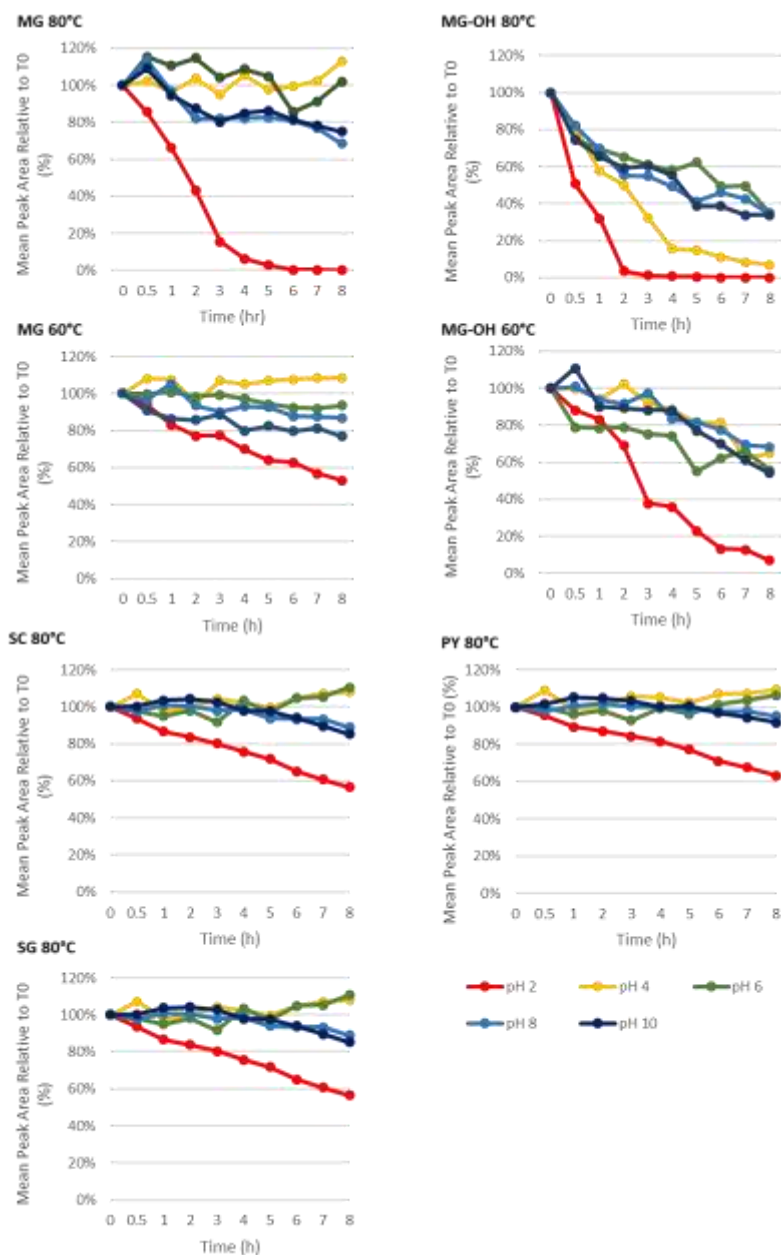 MG 80°C
Mean Peak Area Relative to T0
(%)
120%
100%
80%
60%
40%
20%
0%
0 0.5 1 2 3 4 5 6 7 8
Time (hr)
MG-OH 80°C
Mean Peak Area Relative to T0
(%)
120%
100%
80%
60%
40%
20%
0%
0 0.5 1 2 3 4 5 6 7 8
Time (h)
MG 60°C
Mean Peak Area Relative to T0
(%)
120%
100%
80%
60%
40%
20%
0%
0 0.5 1 2 3 4 5 6 7 8
Time (h)
MG-OH 60°C
Mean Peak Area Relative to T0
(%)
120%
100%
80%
60%
40%
20%
0%
0 0.5 1 2 3 4 5 6 7 8
Time (h)
SC 80°C
Mean Peak Area Relative to T0
(%)
120%
100%
80%
60%
40%
20%
0%
0 0.5 1 2 3 4 5 6 7 8
Time (h)
PY 80°C
Mean Peak Area Relative to T0 (%)
120%
100%
80%
60%
40%
20%
0%
0 0.5 1 2 3 4 5 6 7 8
Time (h)
SG 80°C
Mean Peak Area Relative to T0
(%)
120%
100%
80%
60%
40%
20%
0%
0 0.5 1 2 3 4 5 6 7 8
Time (h)
pH 2 pH 4 pH 6
pH 8 pH 10